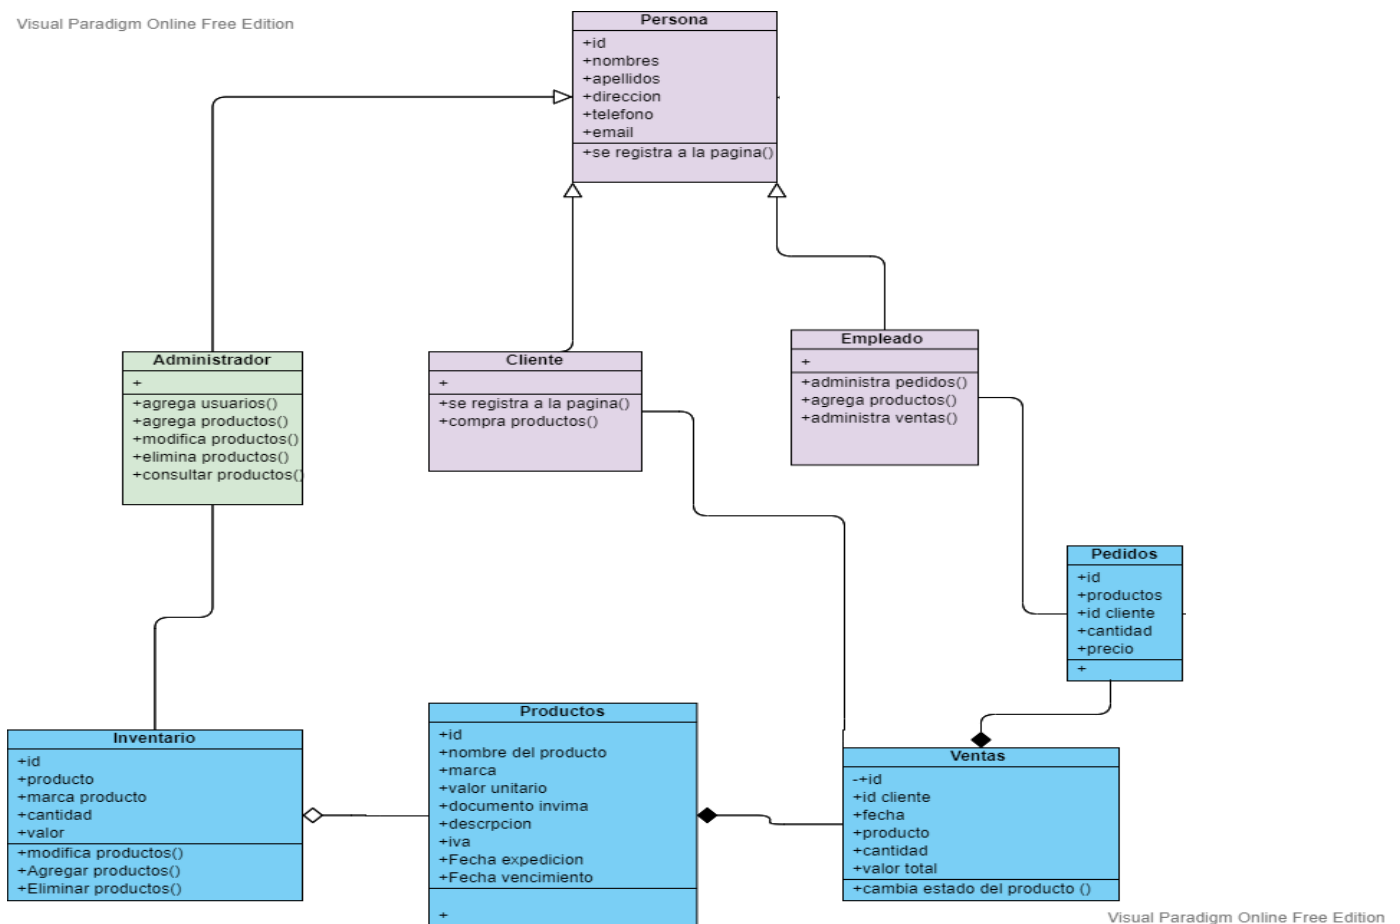 Visual Paradigm Online Free Edition
Persona
+id
+nombres
+apellidos
+direccion
+telefono
+email
+se registra a la pagina()
Administrador
+
+agrega usuarios()
+agrega productos()
+modifica productos()
+elimina productos()
+consultar productos()
Cliente
+
+se registra a la pagina()
+compra productos()
Empleado
+
+administra pedidos()
+agrega productos()
+administra ventas()
Pedidos
+id
+productos
+id cliente
+cantidad
+precio
+
Inventario
+id
+producto
+marca producto
+cantidad
+valor
+modifica productos()
+Agregar productos()
+Eliminar productos()
Productos
+id
+nombre del producto
+marca
+valor unitario
+documento invima
+descrpcion
+iva
+Fecha expedicion
+Fecha vencimiento
+
Ventas
-+id
+id cliente
+fecha
+producto
+cantidad
+valor total
+cambia estado del producto ()
Visual Paradigm Online Free Edition